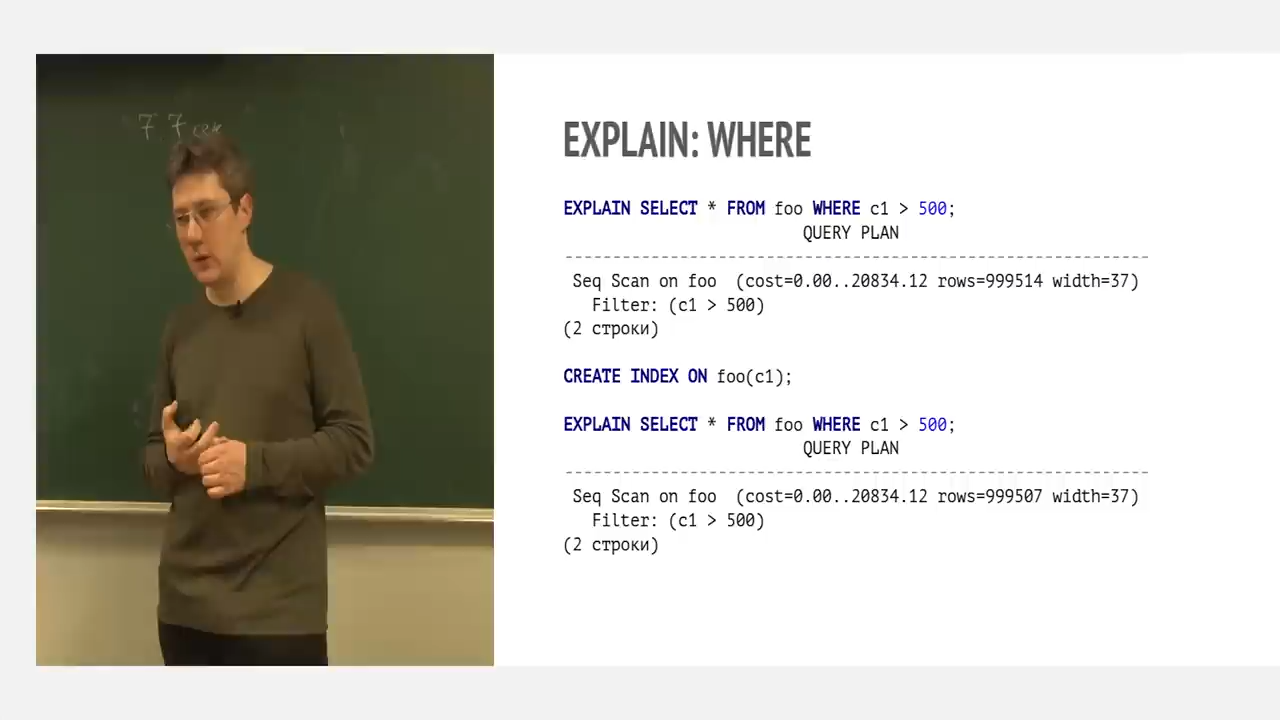 7 7 сек
EXPLAIN: WHERE
EXPLAIN SELECT * FROM foo WHERE c1 > 500;
QUERY PLAN
-------------------------------------------------------------
Seq Scan on foo (cost=0.00..20834.12 rows=999514 width=37)
Filter: (c1 > 500)
(2 строки)
CREATE INDEX ON foo(c1);
EXPLAIN SELECT * FROM foo WHERE c1 > 500;
QUERY PLAN
-------------------------------------------------------------
Seq Scan on foo (cost=0.00..20834.12 rows=999507 width=37)
Filter: (c1 > 500)
(2 строки)